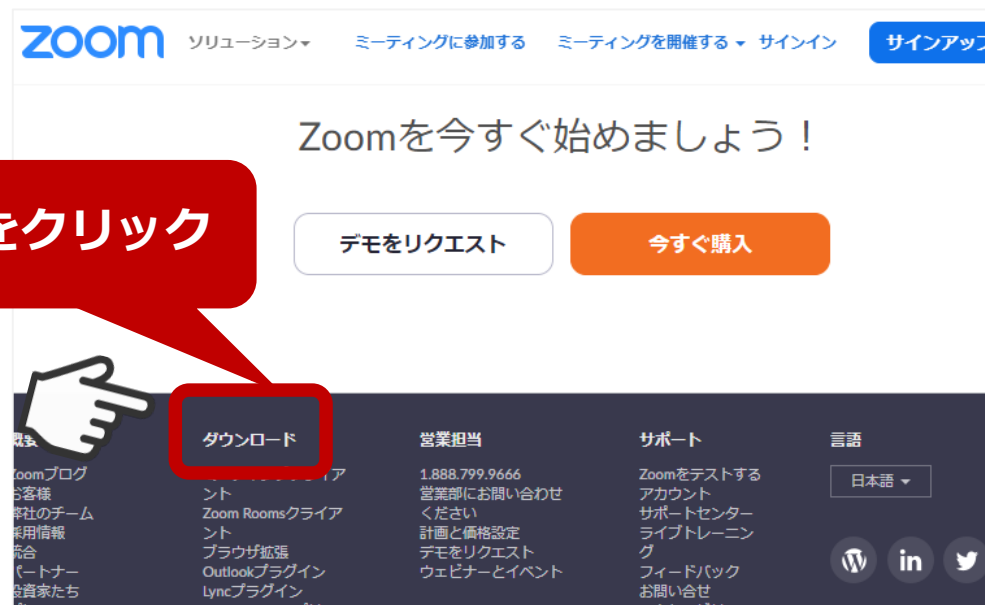 zoom ソリューション ミーティングに参加する ミーティングを開催する サインイン サインアップ
Zoomを今すぐ始めましょう！
をクリック
デモをリクエスト 今すぐ購入
概要
Zoomブログ
お客様
弊社のチーム
採用情報
統合
パートナー
投資家たち
ダウンロード
ント
Zoom Roomsクライア
ント
ブラウザ拡張
Outlookプラグイン
Lyncプラグイン
営業担当
1.888.799.9666
営業部にお問い合わせ
ください
計画と価格設定
デモをリクエスト
ウェビナーとイベント
サポート
Zoomをテストする
アカウント
サポートセンター
ライブトレーニン
グ
フィードバック
お問い合せ
言語
日本語
in